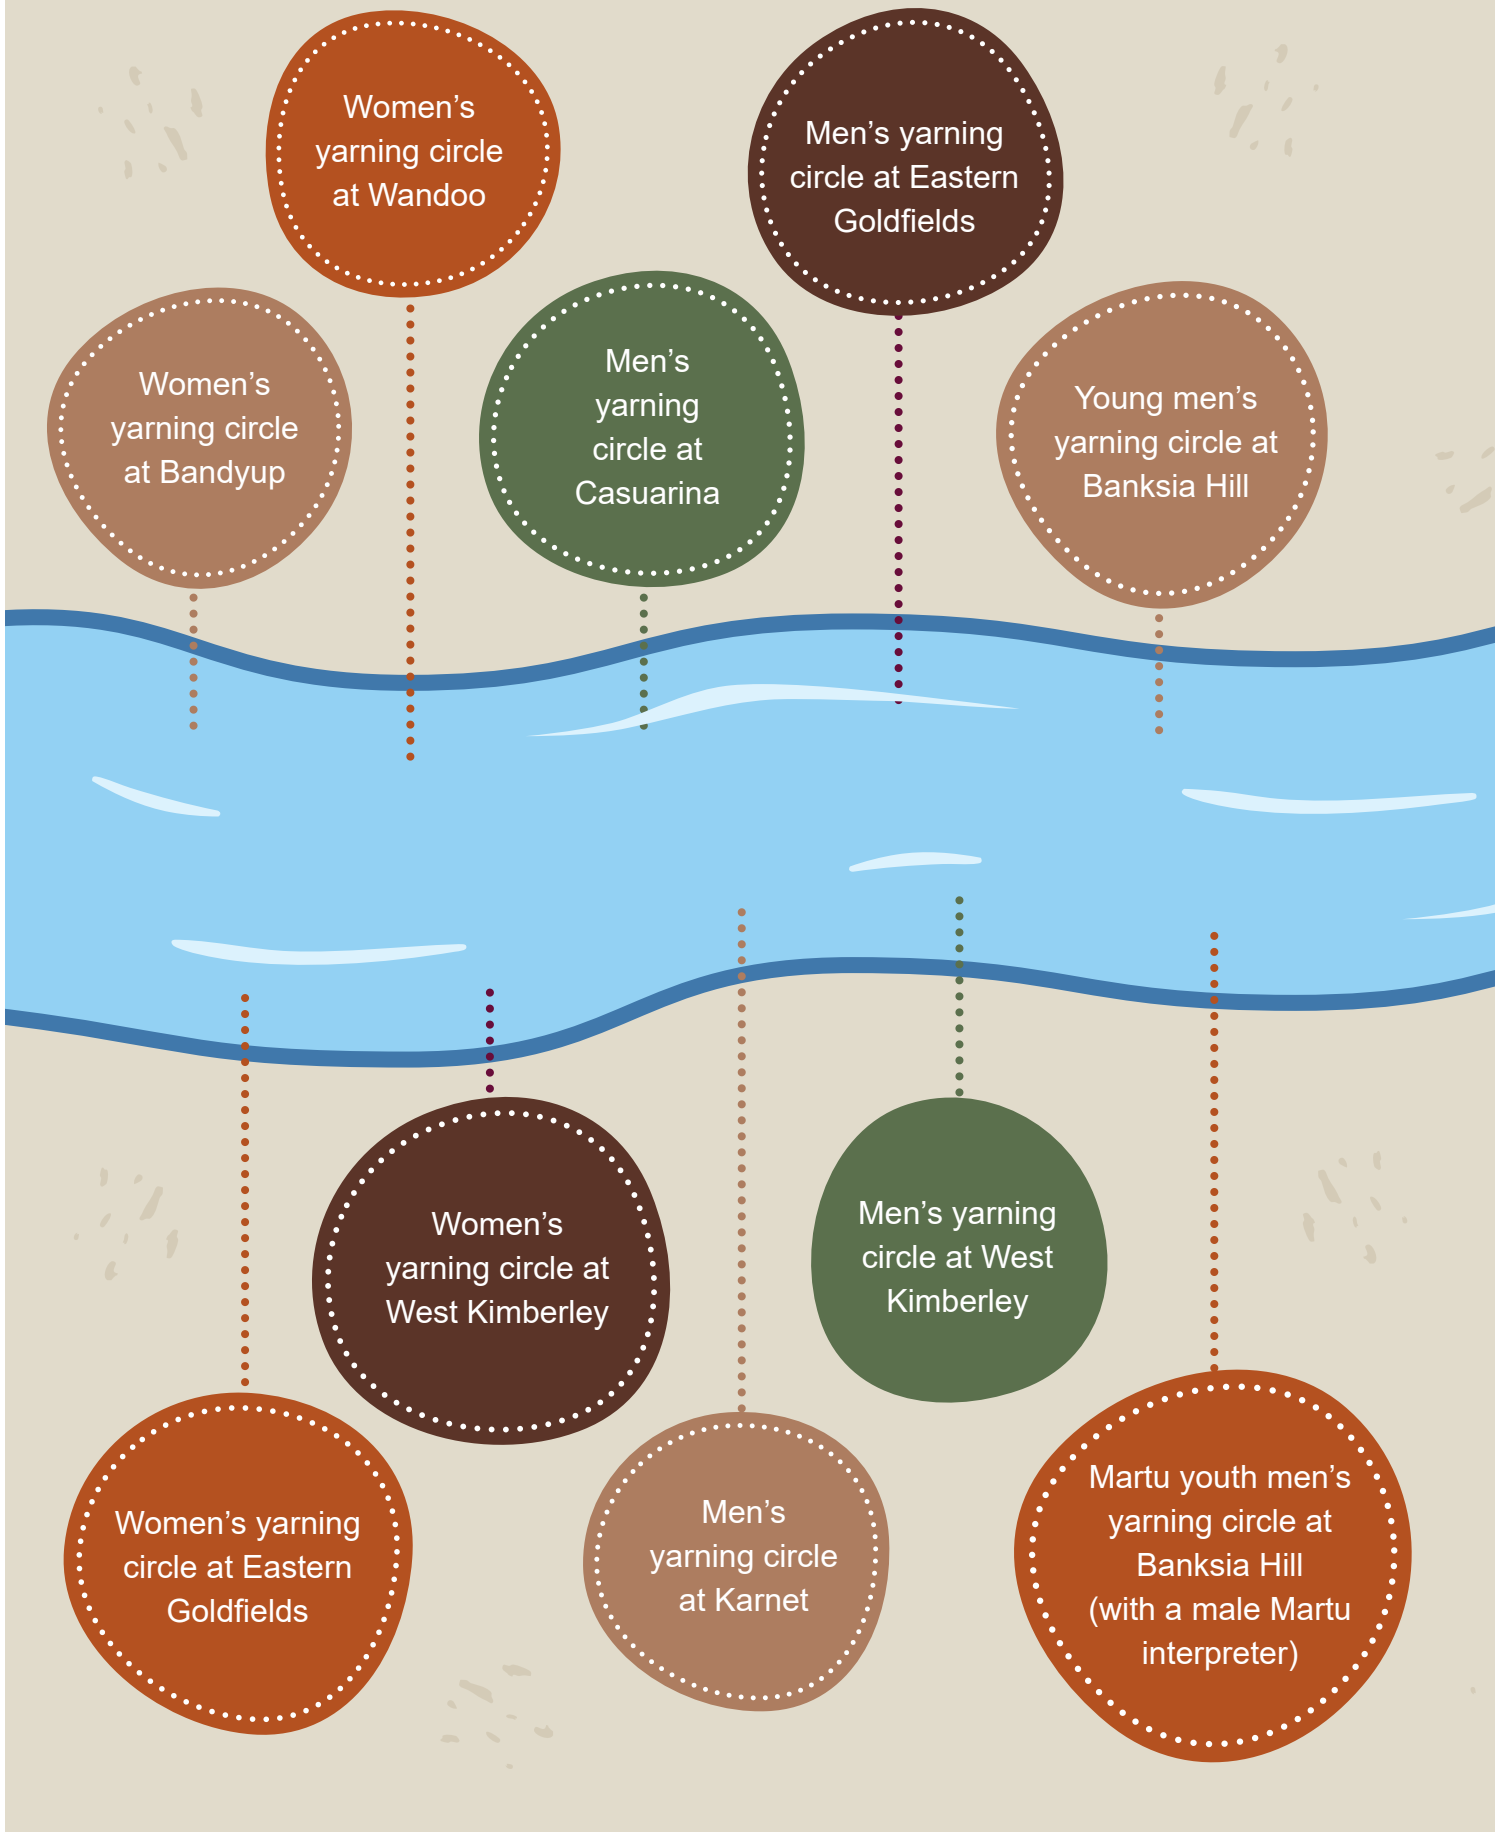 Women’s
yarning circle
at Wandoo
Men’s yarning
circle at Eastern
Goldfields
Women’s
yarning circle
at Bandyup
Men’s
yarning
circle at
Casuarina
Young men’s
yarning circle at
Banksia Hill
Women’s
yarning circle at
West Kimberley
Men’s yarning
circle at West
Kimberley
Women’s yarning
circle at Eastern
Goldfields
Men’s
yarning circle
at Karnet
Martu youth men’s
yarning circle at
Banksia Hill
(with a male Martu
interpreter)